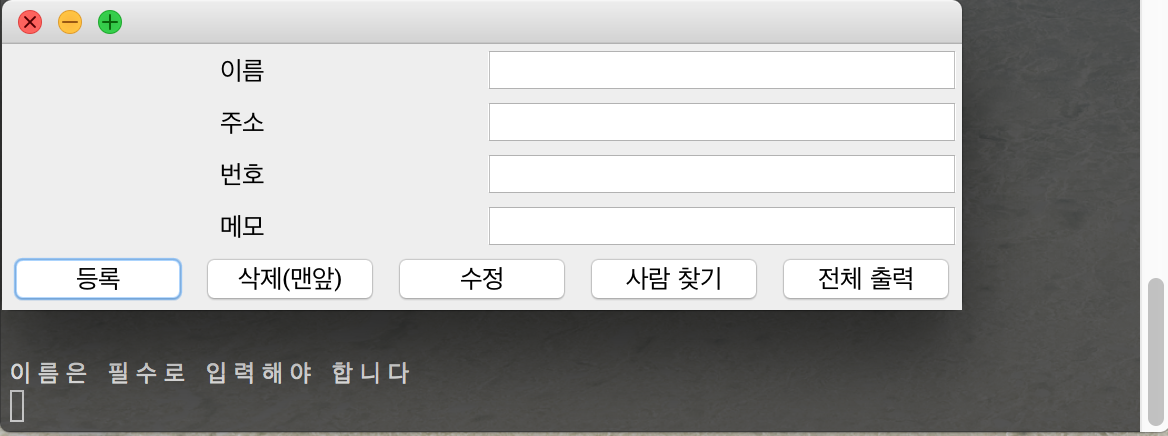 이름
주소
번호
메모
등록 삭제(맨앞) 수정 사람 찾기 전체 출력
이름은 필수로 입력해야 합니다